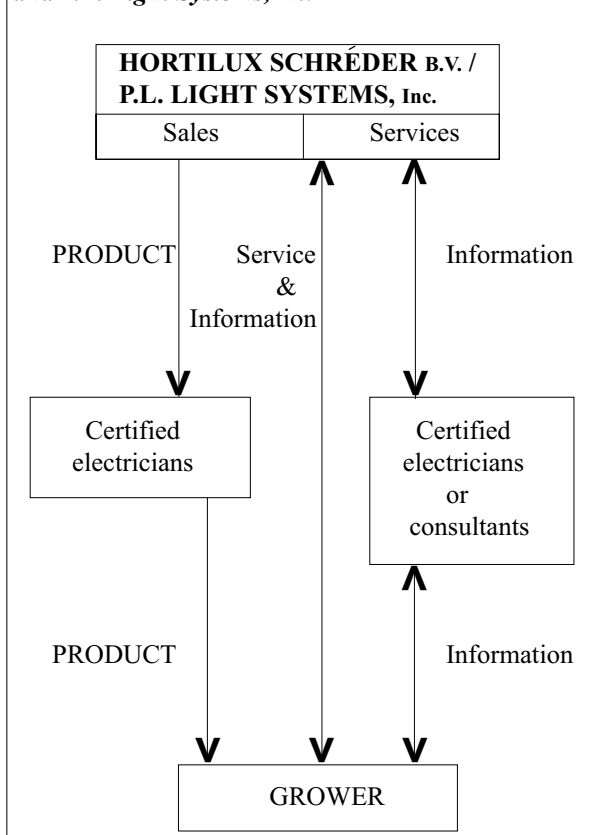 HORTILUX SCHRÉDER B.V. /
P.L. LIGHT SYSTEMS, Inc.
Sales
Services
PRODUCT
Service
&
Information
Information
Certified
electricians
Certified
electricians
or
consultants
PRODUCT
Information
GROWER